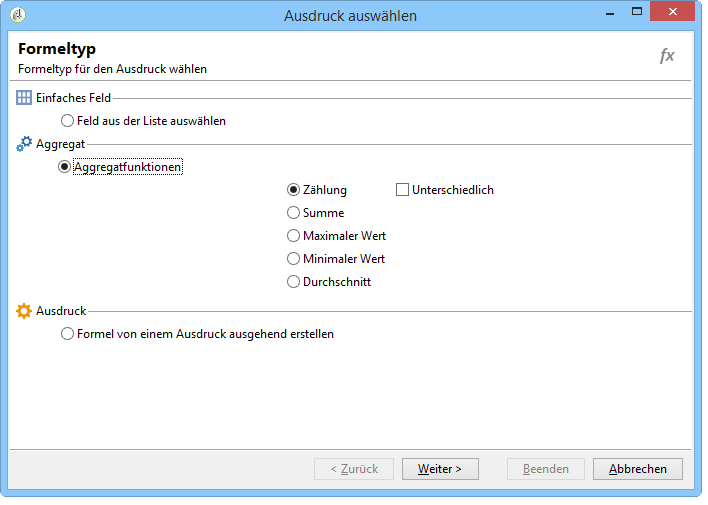 Ausdruck auswählen
Formeltyp
Formeltyp für den Ausdruck wählen
fx
Einfaches Feld
Feld aus der Liste auswählen
Aggregat
Aggregatfunktionen
Zählung Unterschiedlich
Summe
Maximaler Wert
Minimaler Wert
Durchschnitt
Ausdruck
Formel von einem Ausdruck ausgehend erstellen
< Zurück Weiter > Beenden Abbrechen